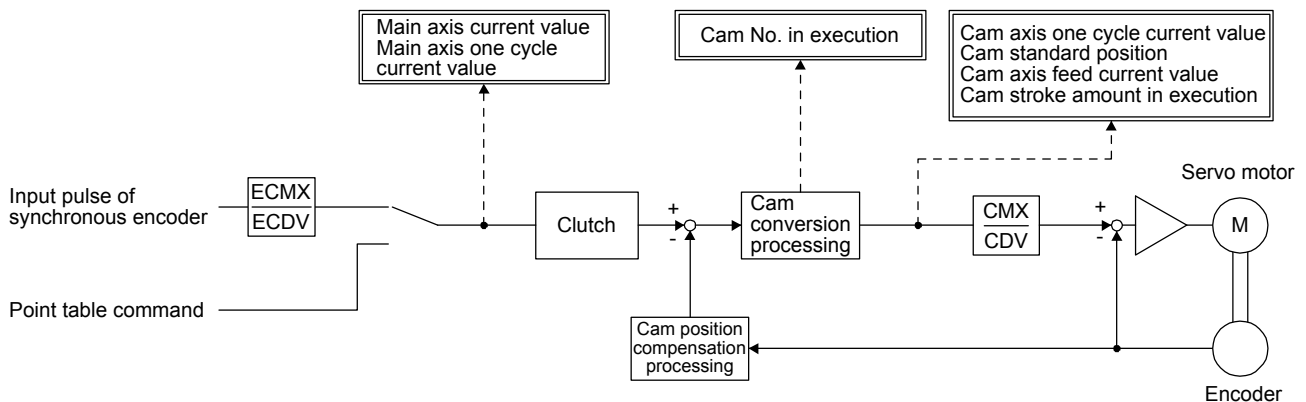 Main axis current value
Main axis one cycle
current value
Cam No. in execution
Cam axis one cycle current value
Cam standard position
Cam axis feed current value
Cam stroke amount in execution
Servo motor
Input pulse of
synchronous encoder
ECMX
ECDV
Clutch
+
-
Cam
conversion
processing
CMX
CDV
+
-
M
Point table command
Cam position
compensation
processing
Encoder